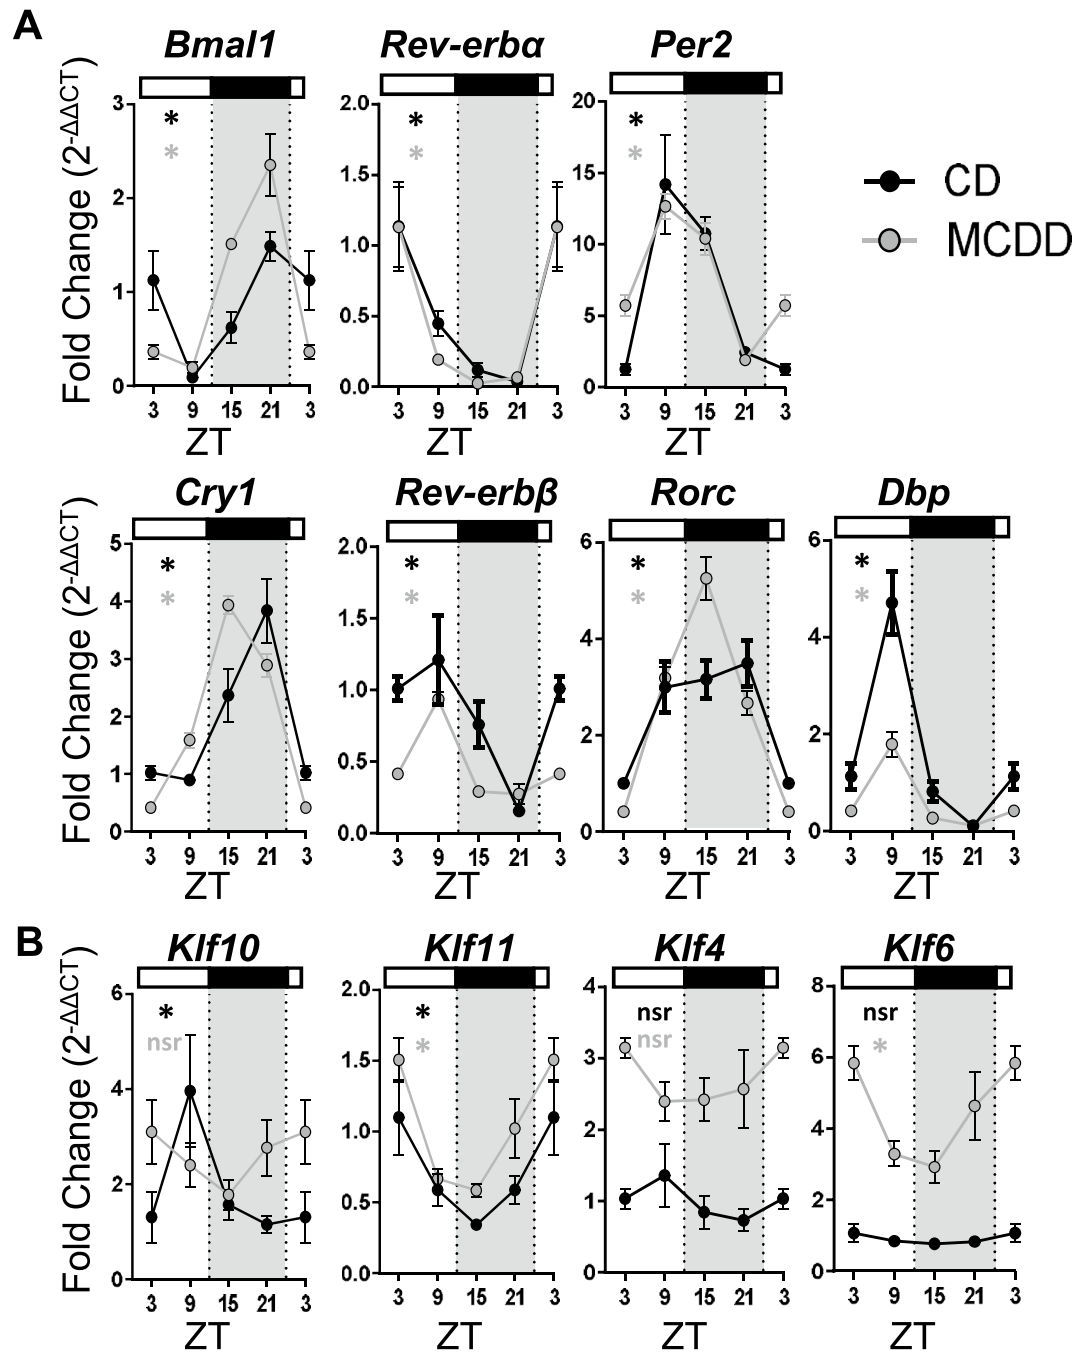 A
Bmal1 Rev-erbα Per2
Fold Change (2-ΔΔCT)
3 2 1 0
* *
3 9 15 21 3
ZT
2.0 1.5 1.0 0.5 0.0
* *
3 9 15 21 3
ZT
20 15 10 5 0
* *
3 9 15 21 3
ZT
CD
MCDD
Cry1 Rev-erbβ Rorc Dbp
Fold Change (2-ΔΔCT)
5 4 3 2 1 0
* *
3 9 15 21 3
ZT
2.0 1.5 1.0 0.5 0.0
* *
3 9 15 21 3
ZT
6 4 2 0
* *
3 9 15 21 3
ZT
6 4 2 0
* *
3 9 15 21 3
ZT
B
Klf10 Klf11 Klf4 Klf6
Fold Change (2-ΔΔCT)
6 4 2 0
*
nsr
3 9 15 21 3
ZT
2.0 1.5 1.0 0.5 0.0
* *
3 9 15 21 3
ZT
4 3 2 1 0
nsr
nsr
3 9 15 21 3
ZT
8 6 4 2 0
nsr
*
3 9 15 21 3
ZT